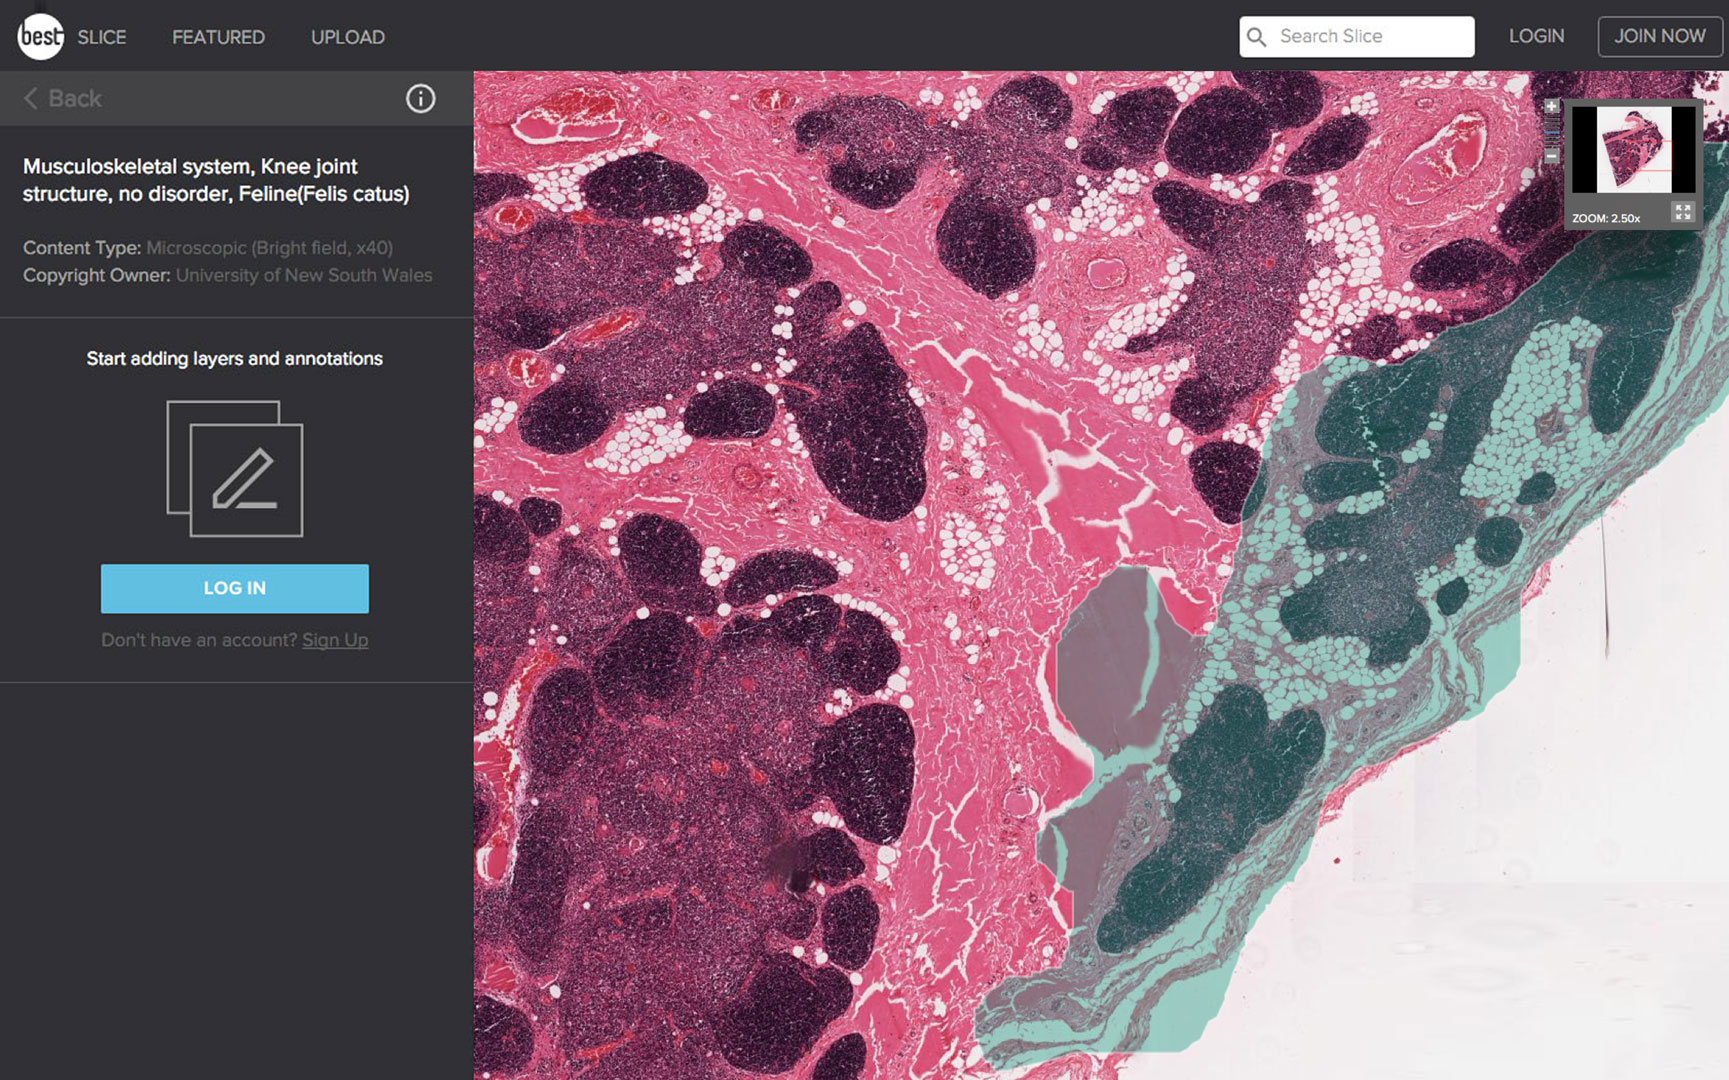 best SLICE FEATURED UPLOAD Search Slice LOGIN JOIN NOW
Back
Musculoskeletal system, Knee joint
structure, no disorder, Feline(Felis catus)
Content Type: Microscopic (Bright field, x40)
Copyright Owner: University of New South Wales
Start adding layers and annotations
LOG IN
Don't have an account? Sign Up
ZOOM: 2.50x